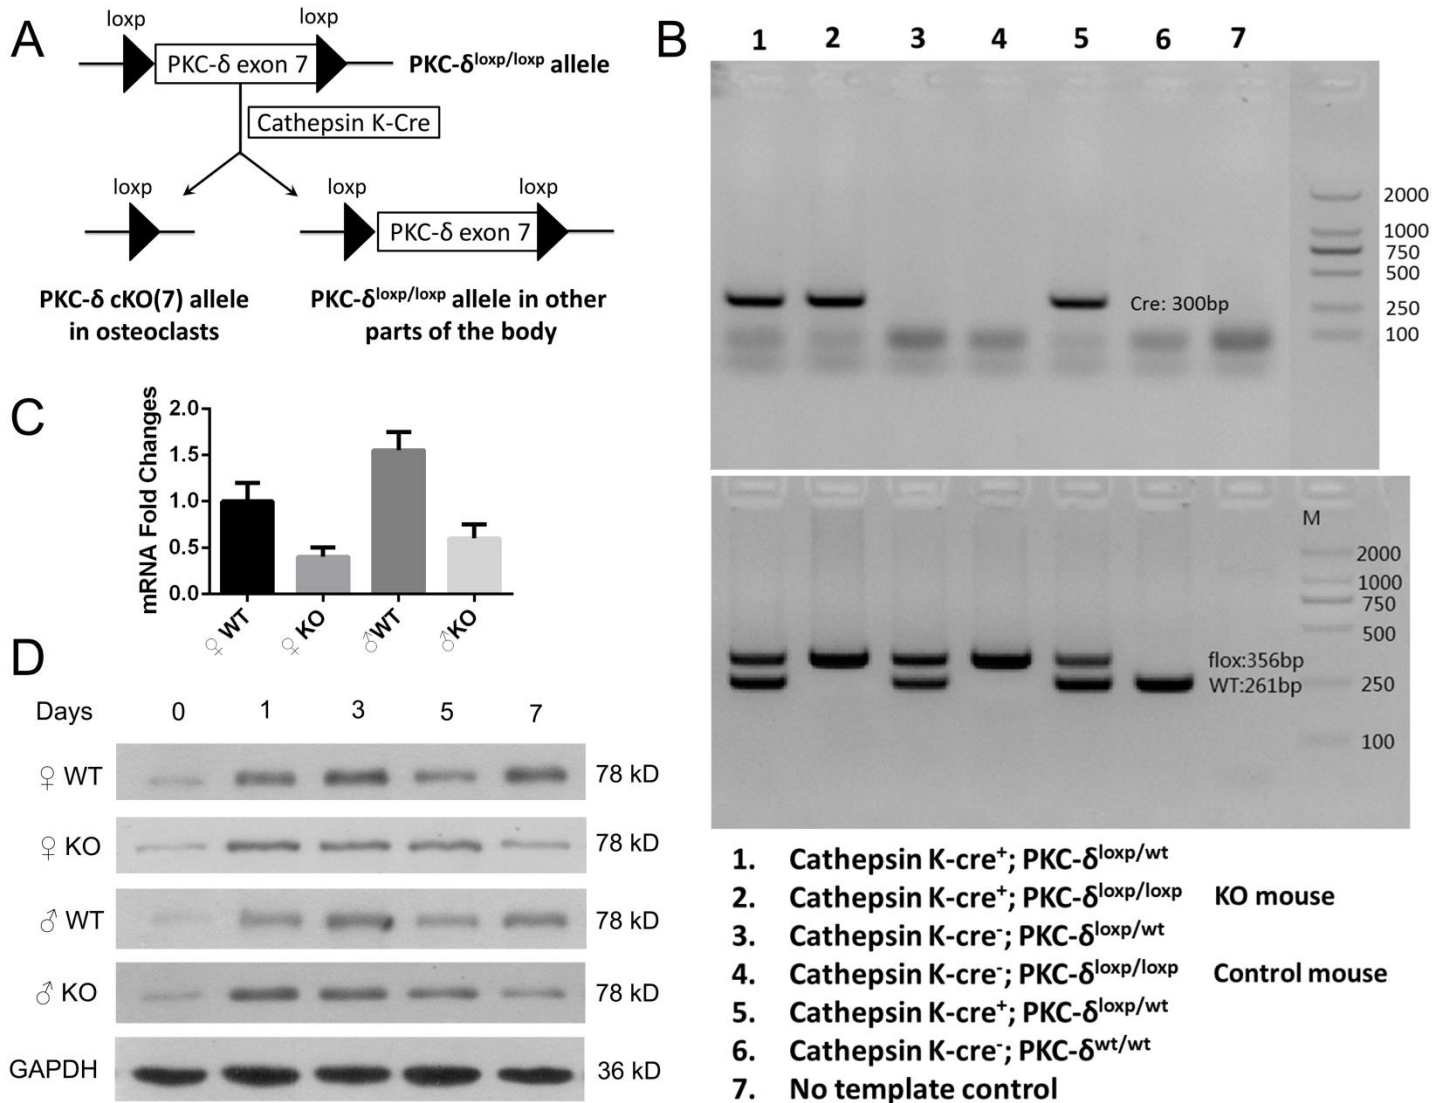 A
loxp loxp
PKC-δ exon 7
PKC-δloxp/loxp allele
Cathepsin K-Cre
loxp loxp loxp
PKC-δ exon 7
PKC-δ cKO(7) allele
in osteoclasts
PKC-δloxp/loxp allele in other
parts of the body
B
1 2 3 4 5 6 7
2000
1000
750
500
Cre: 300bp
250
100
M
2000
1000
750
500
flox:356bp
WT:261bp
250
100
1. Cathepsin K-cre+; PKC-δloxp/wt
2. Cathepsin K-cre+; PKC-δloxp/loxp KO mouse
3. Cathepsin K-cre-; PKC-δloxp/wt
4. Cathepsin K-cre-; PKC-δloxp/loxp Control mouse
5. Cathepsin K-cre+; PKC-δloxp/wt
6. Cathepsin K-cre-; PKC-δwt/wt
7. No template control
C
mRNA Fold Changes
2.0
1.5
1.0
0.5
0.0
♀ WT
♀ KO
♂WT
♂KO
D
Days 0 1 3 5 7
♀ WT 78 kD
♀ KO 78 kD
♂ WT 78 kD
♂ KO 78 kD
GAPDH 36 kD